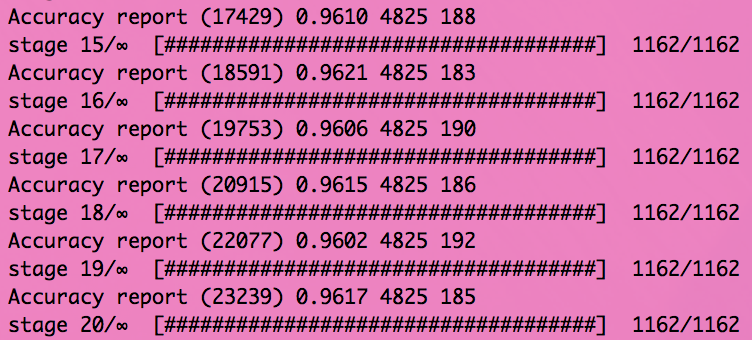 Accuracy report (17429) 0.9610 4825 188
stage 15/∞  [####################################]  1162/1162
Accuracy report (18591) 0.9621 4825 183
stage 16/∞  [####################################]  1162/1162
Accuracy report (19753) 0.9606 4825 190
stage 17/∞  [####################################]  1162/1162
Accuracy report (20915) 0.9615 4825 186
stage 18/∞  [####################################]  1162/1162
Accuracy report (22077) 0.9602 4825 192
stage 19/∞  [####################################]  1162/1162
Accuracy report (23239) 0.9617 4825 185
stage 20/∞  [####################################]  1162/1162